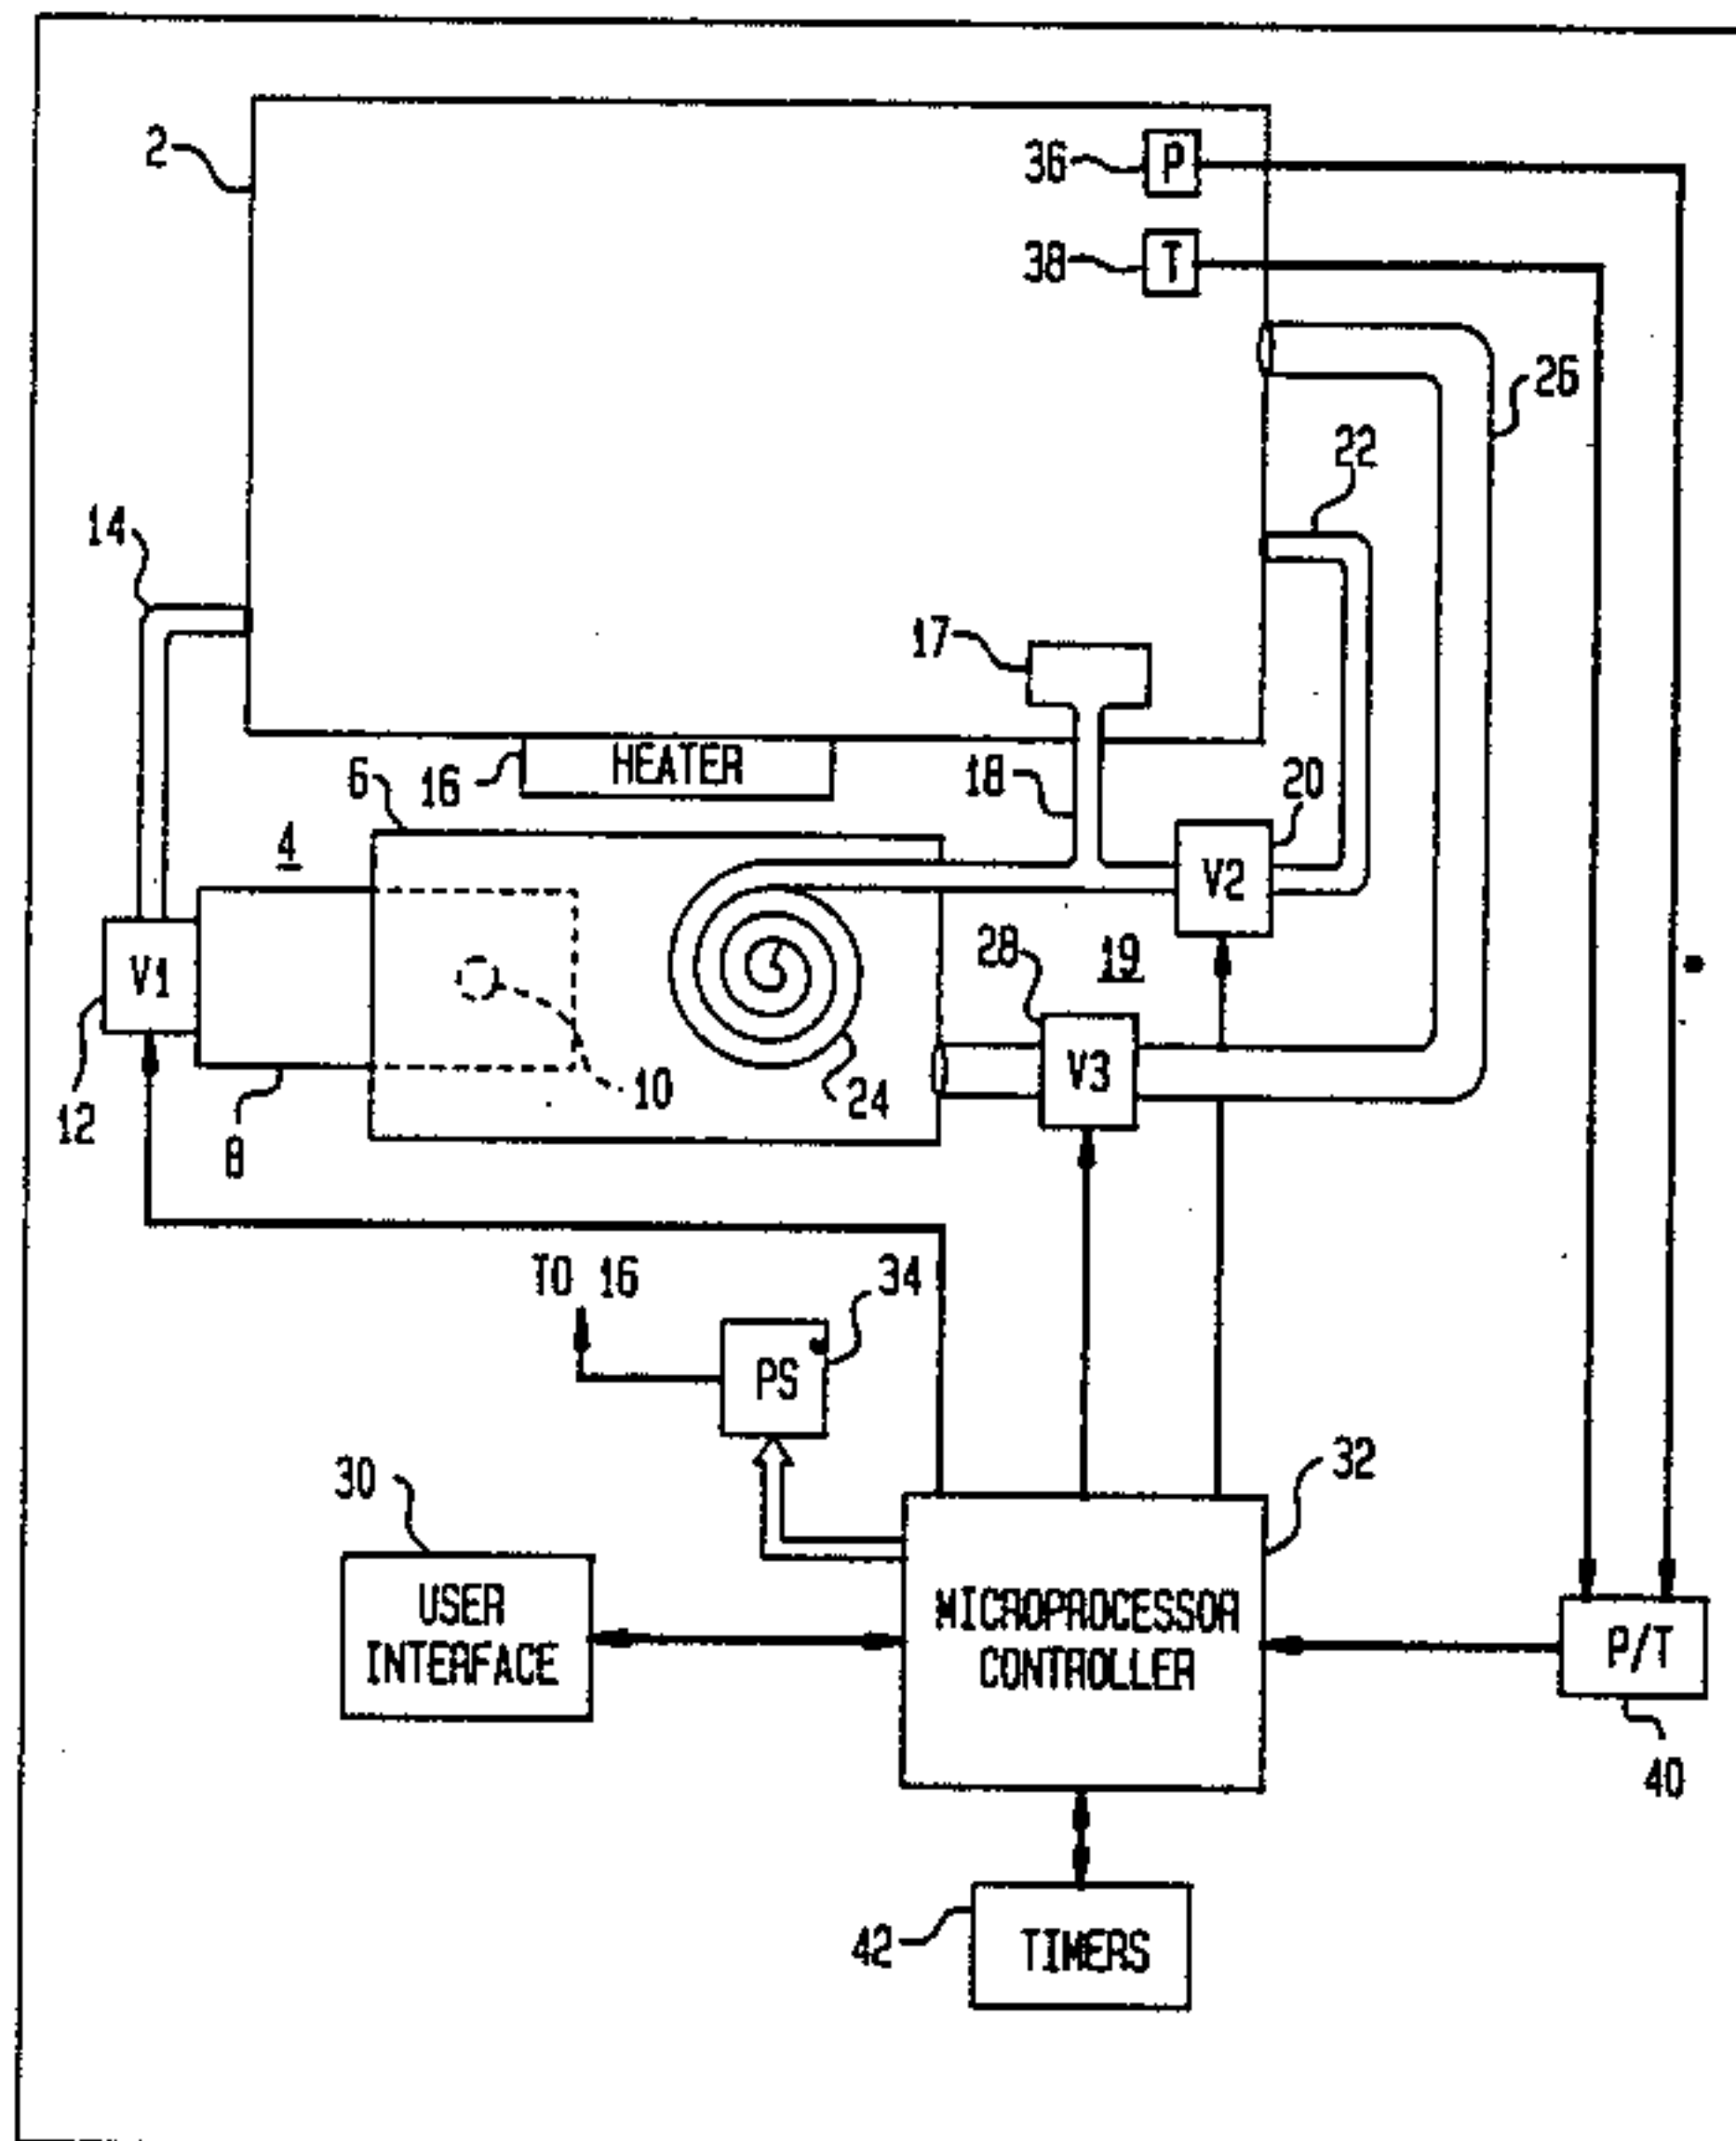 2
36
P
38
T
26
22
14
17
6
16
HEATER
18
20
4
V2
28
19
V1
V3
10
24
12
8
TO 16
34
PS
30
32
USER
INTERFACE
MICROPROCESSOR
CONTROLLER
P/T
40
42
TIMERS